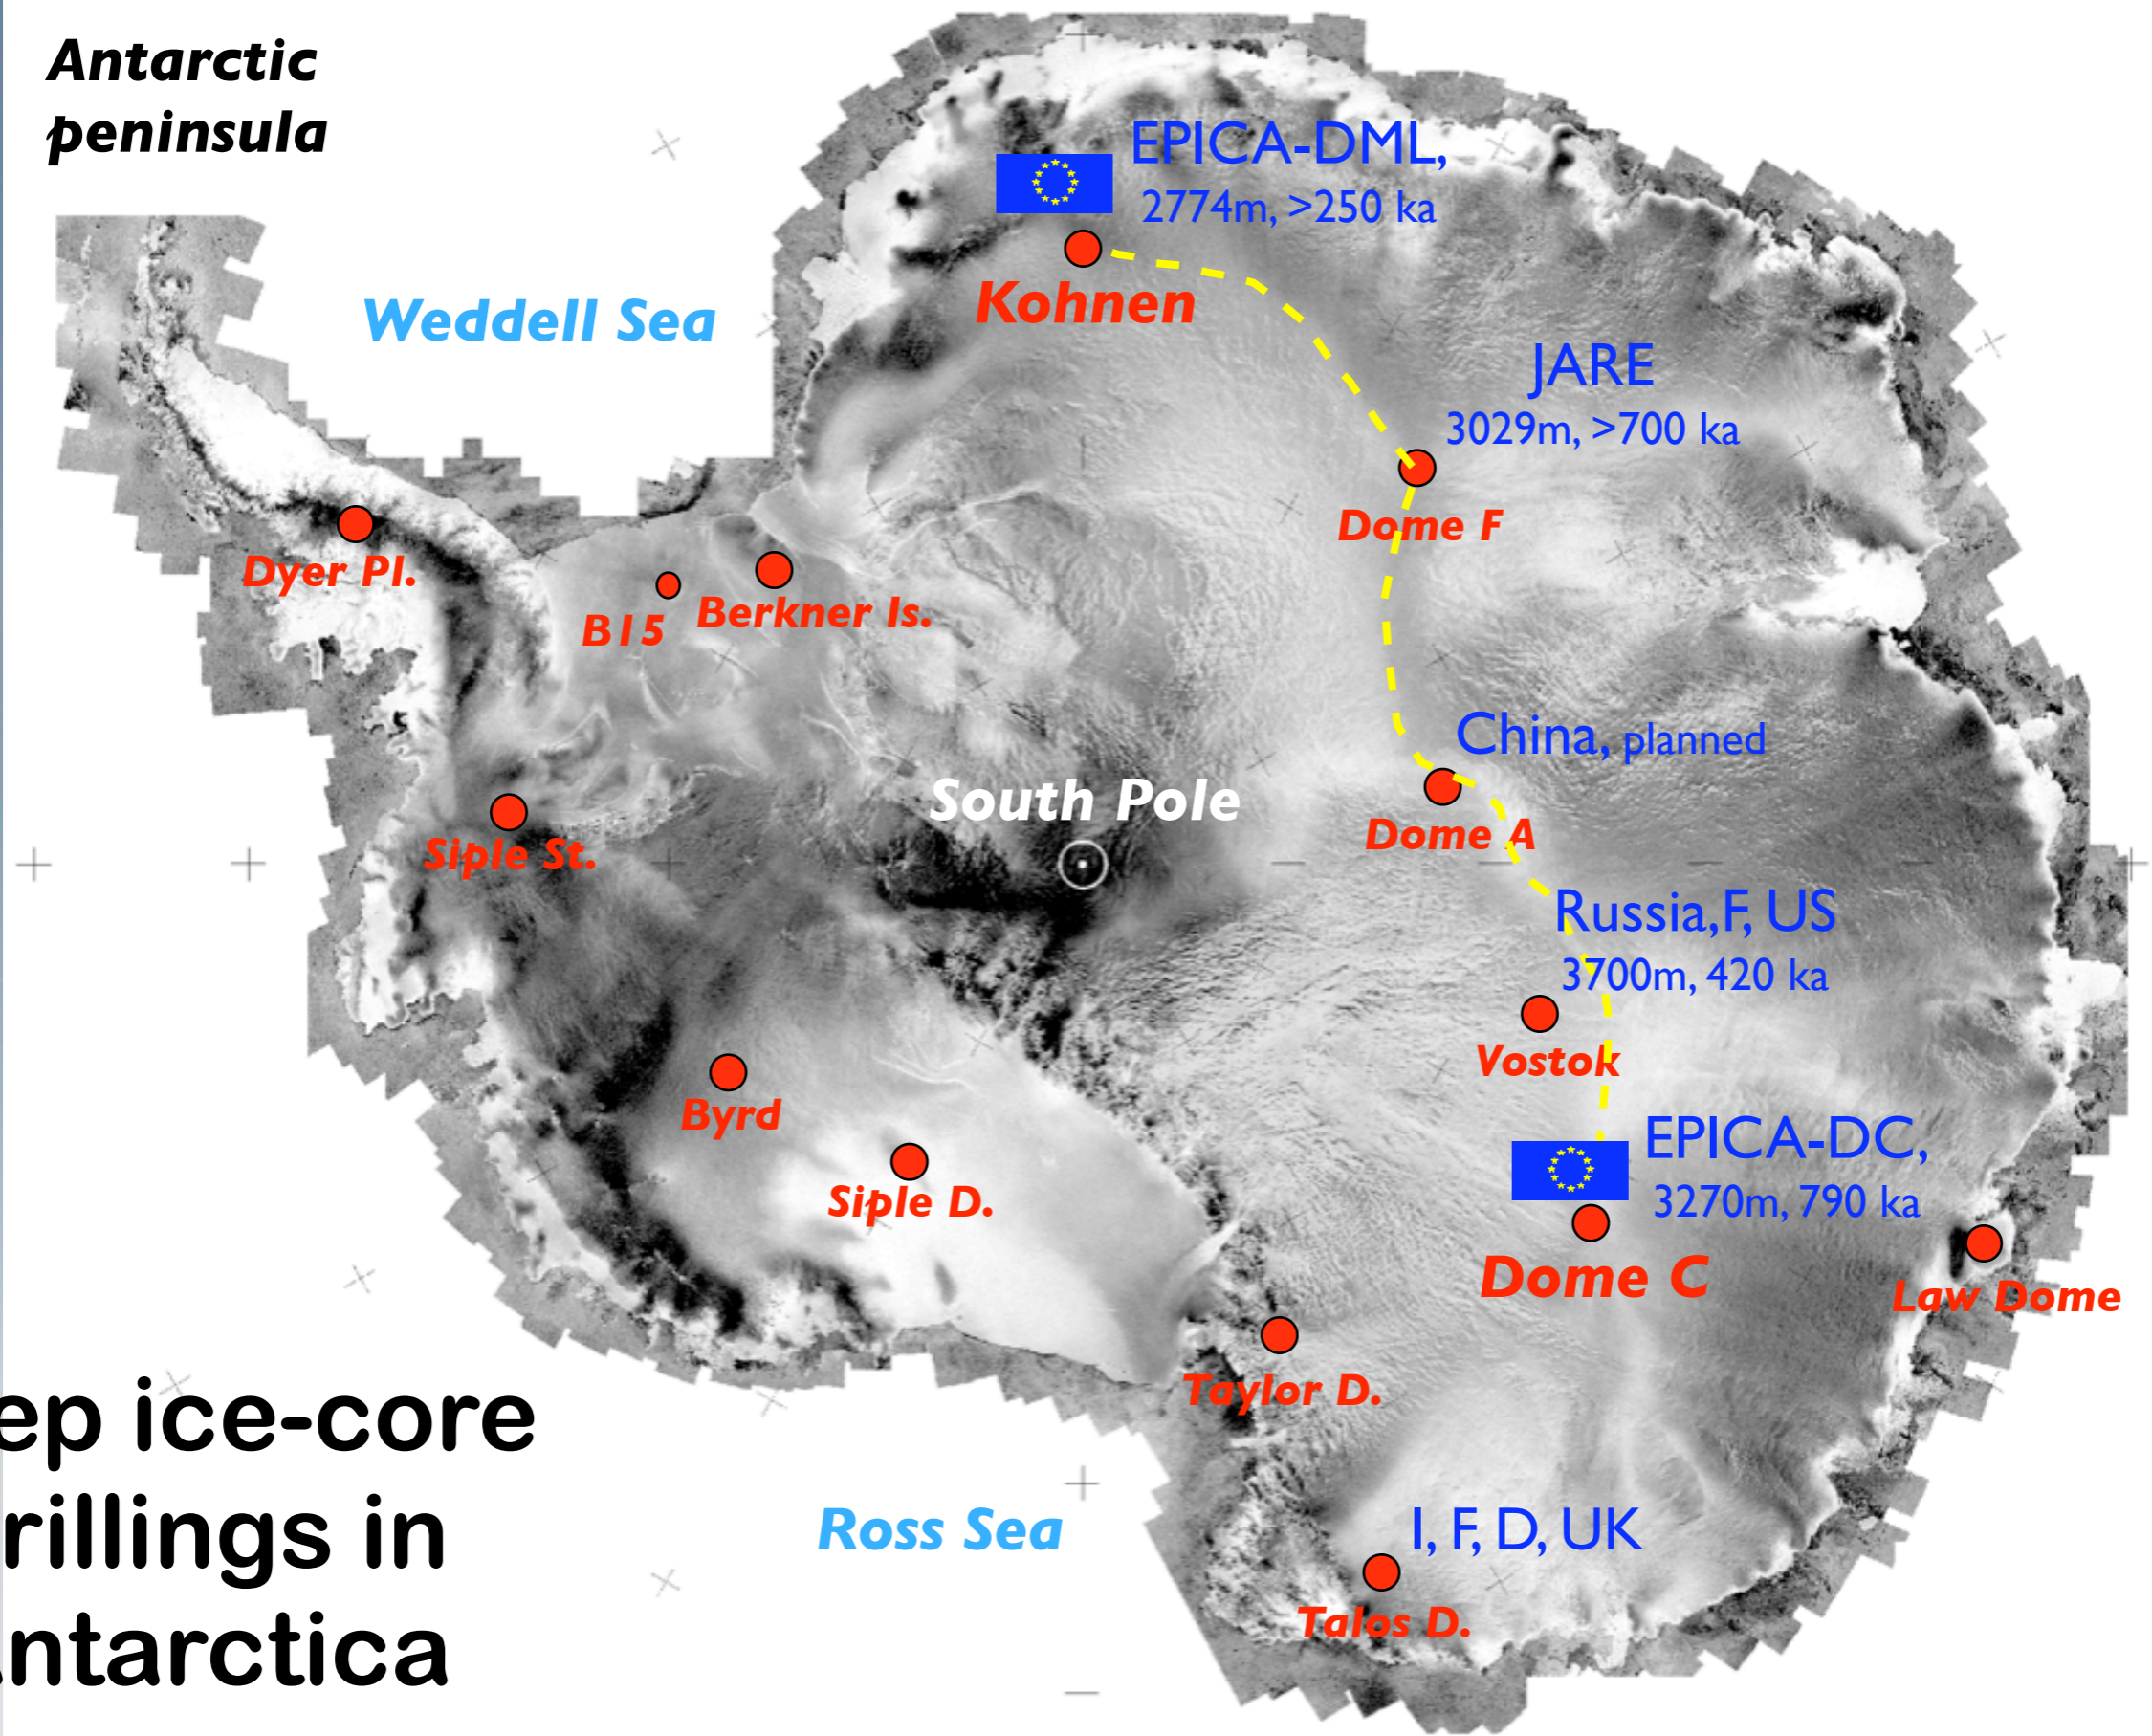 Antarctic
peninsula
EPICA-DML,
2774m, >250 ka
Kohnen
Weddell Sea
JARE
3029m, >700 ka
Dome F
Dyer Pl.
B15
Berkner Is.
China, planned
South Pole
Dome A
Siple St.
Russia,F, US
3700m, 420 ka
Vostok
Byrd
EPICA-DC,
3270m, 790 ka
Siple D.
Dome C
Law Dome
Taylor D.
ep ice-core
rillings in
ntarctica
Ross Sea
I, F, D, UK
Talos D.